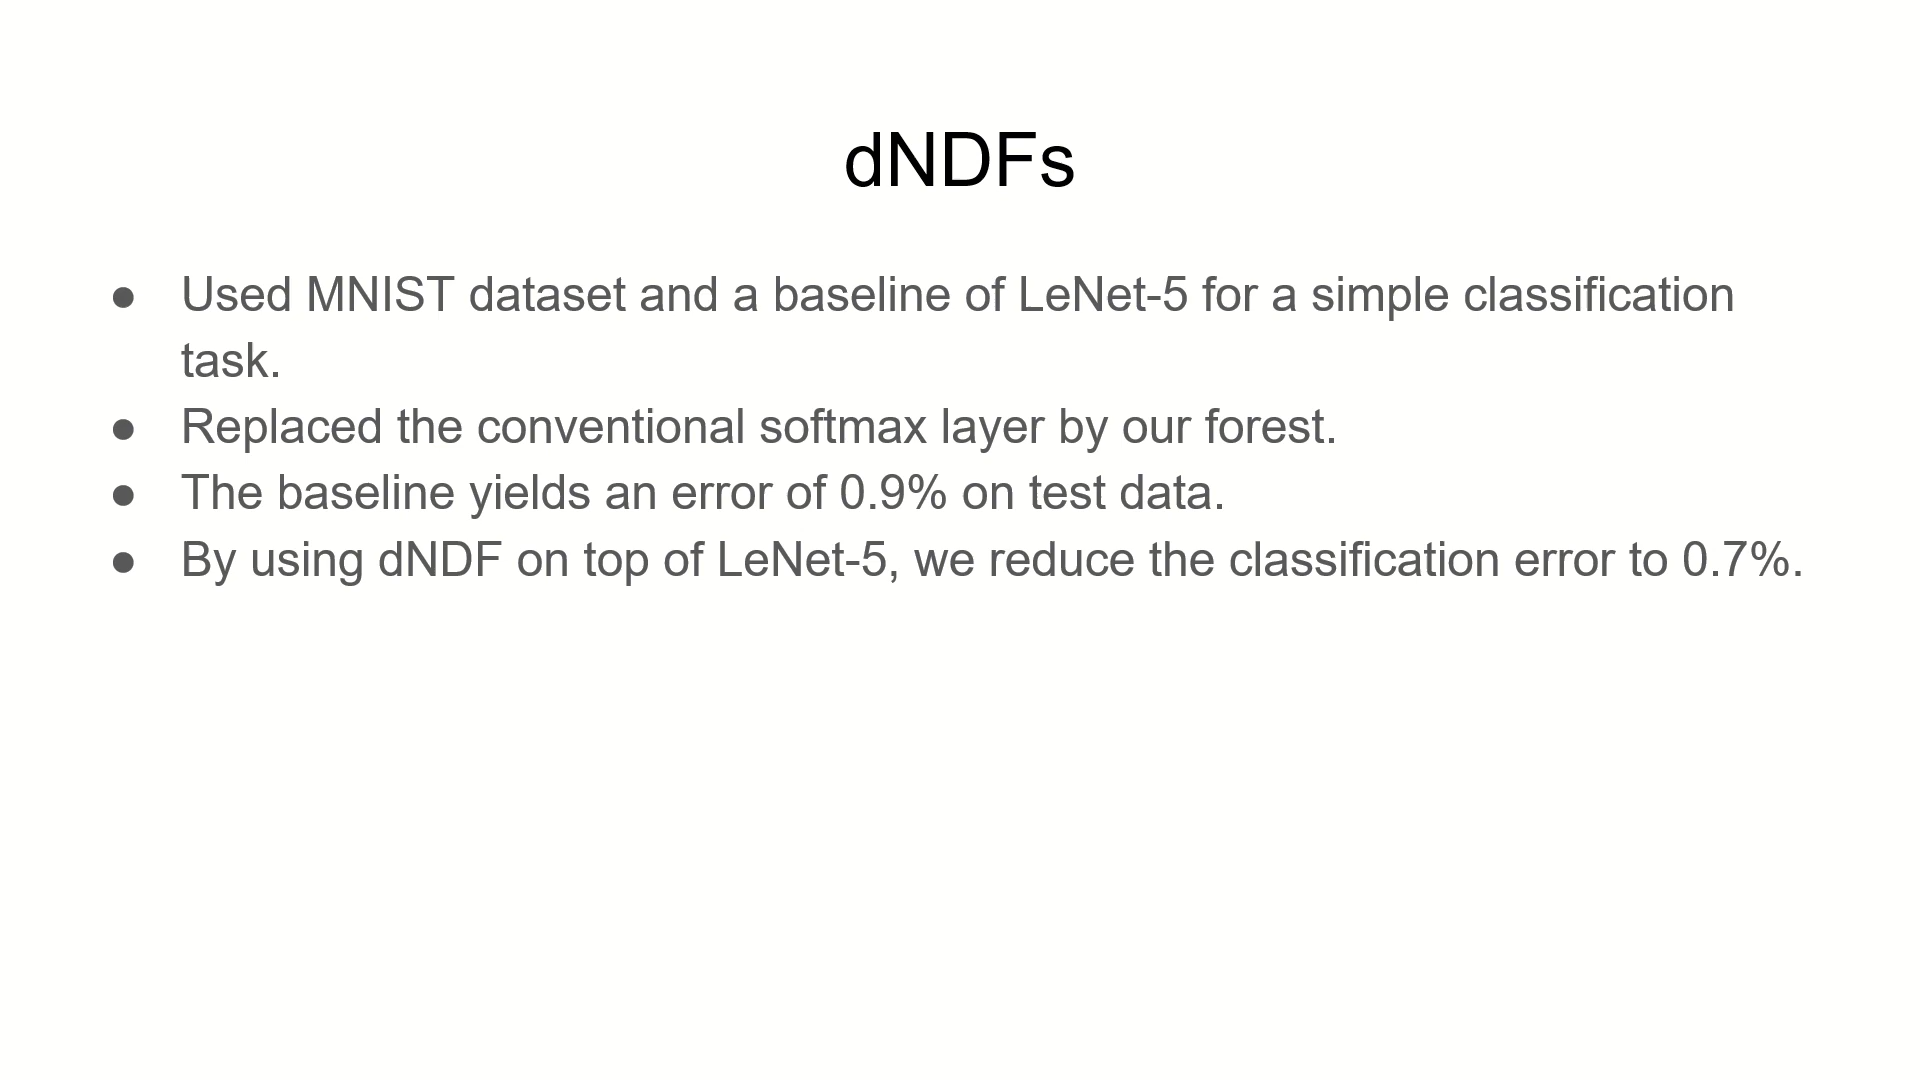 dNDFs
● Used MNIST dataset and a baseline of LeNet-5 for a simple classification
task.
● Replaced the conventional softmax layer by our forest.
● The baseline yields an error of 0.9% on test data.
● By using dNDF on top of LeNet-5, we reduce the classification error to 0.7%.